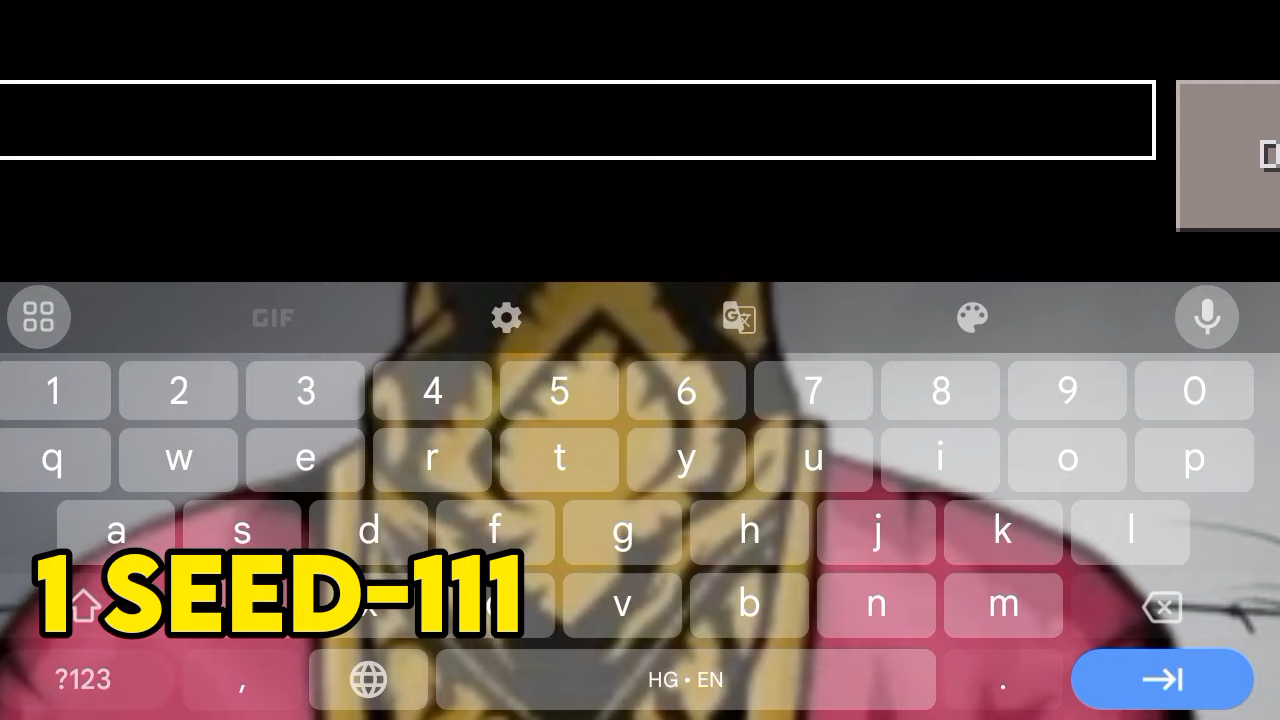 GIF
1 2 3 4 5 6 7 8 9 0
q w e r t y u i o p
a s d f g h j k l
1 SEED-111
x c v b n m
?123 , HG • EN .